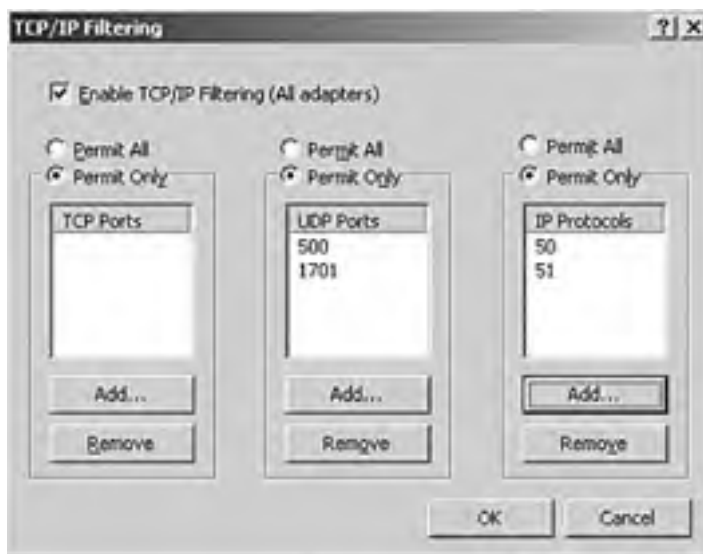 TCP/IP Filtering
Enable TCP/IP Filtering (All adapters)
Permit All
Permit Only
TCP Ports
Add...
Remove
Permit All
Permit Only
UDP Ports
500
1701
Add...
Remove
Permit All
Permit Only
IP Protocols
50
51
Add...
Remove
OK
Cancel